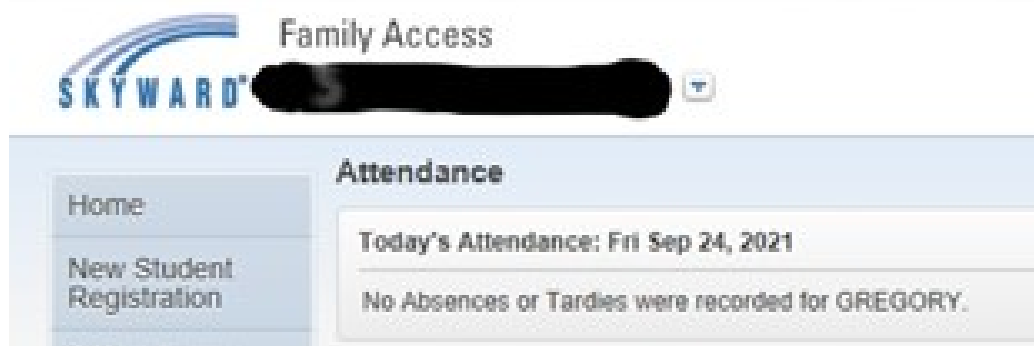 Family Access
SKYWARD®
Attendance
Home
Today's Attendance: Fri Sep 24, 2021
New Student
Registration
No Absences or Tardies were recorded for GREGORY.